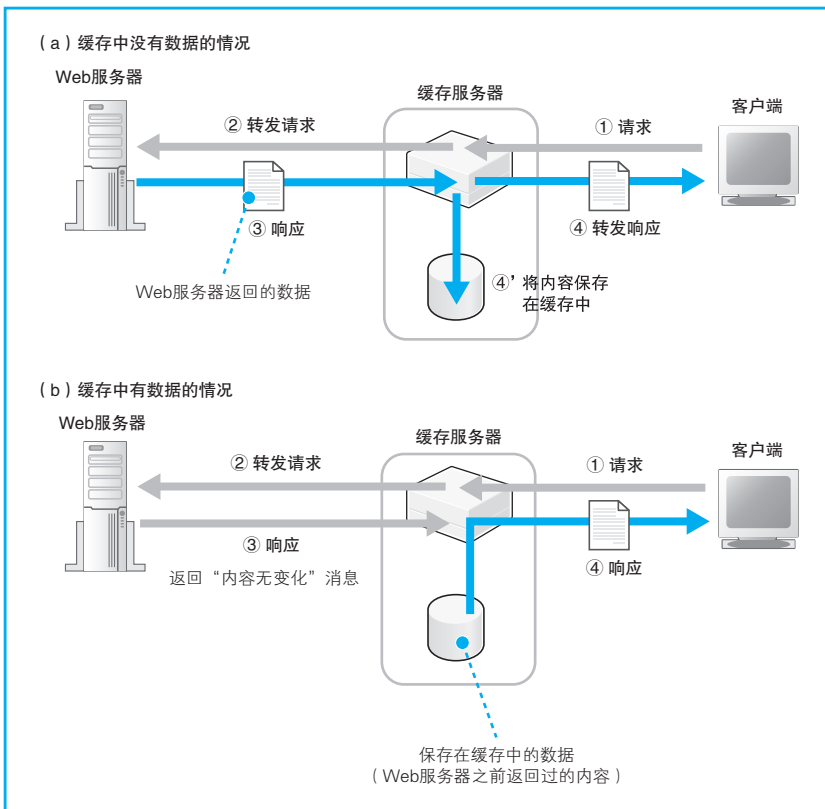 （a）缓存中没有数据的情况
Web服务器
缓存服务器
客户端
② 转发请求
① 请求
③ 响应
④ 转发响应
Web服务器返回的数据
④’将内容保存
在缓存中
（b）缓存中有数据的情况
Web服务器
缓存服务器
客户端
② 转发请求
① 请求
③ 响应
返回“内容无变化”消息
④ 响应
保存在缓存中的数据
（Web服务器之前返回过的内容）